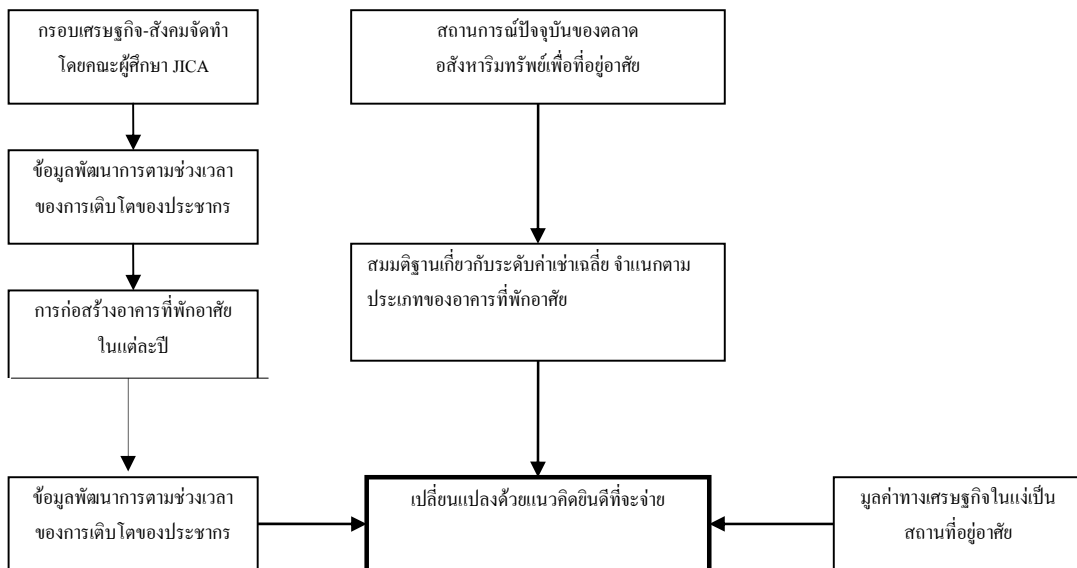 กรอบเศรษฐกิจ-สังคมจัดทำ
โดยคณะผู้ศึกษา JICA
สถานการณ์ปัจจุบันของตลาด
อสังหาริมทรัพย์เพื่อที่อยู่อาศัย
ข้อมูลพัฒนาการตามช่วงเวลา
ของการเติบโตของประชากร
สมมติฐานเกี่ยวกับระดับค่าเช่าเฉลี่ย จำแนกตาม
ประเภทของอาคารที่พักอาศัย
การก่อสร้างอาคารที่พักอาศัย
ในแต่ละปี
ข้อมูลพัฒนาการตามช่วงเวลา
ของการเติบโตของประชากร
เปลี่ยนแปลงด้วยแนวคิดยินดีที่จะจ่าย
มูลค่าทางเศรษฐกิจในแง่เป็น
สถานที่อยู่อาศัย